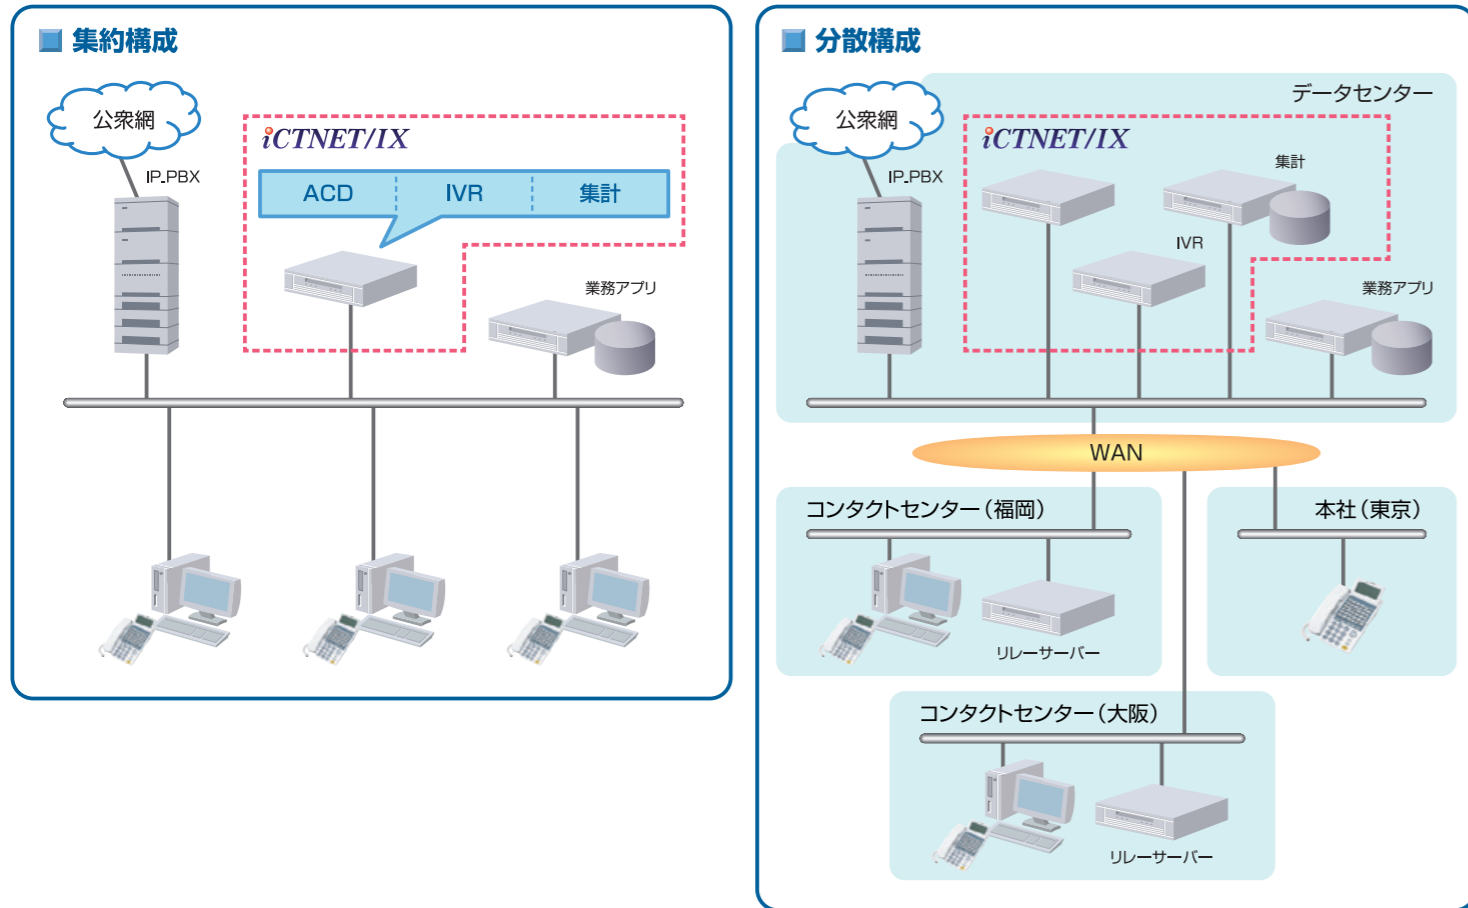 集約構成
公衆網
IP-PBX
iCTNET/IX
ACD
IVR
集計
業務アプリ
分散構成
データセンター
公衆網
IP-PBX
iCTNET/IX
集計
IVR
業務アプリ
WAN
コンタクトセンター（福岡）
リレーサーバー
本社（東京）
コンタクトセンター（大阪）
リレーサーバー